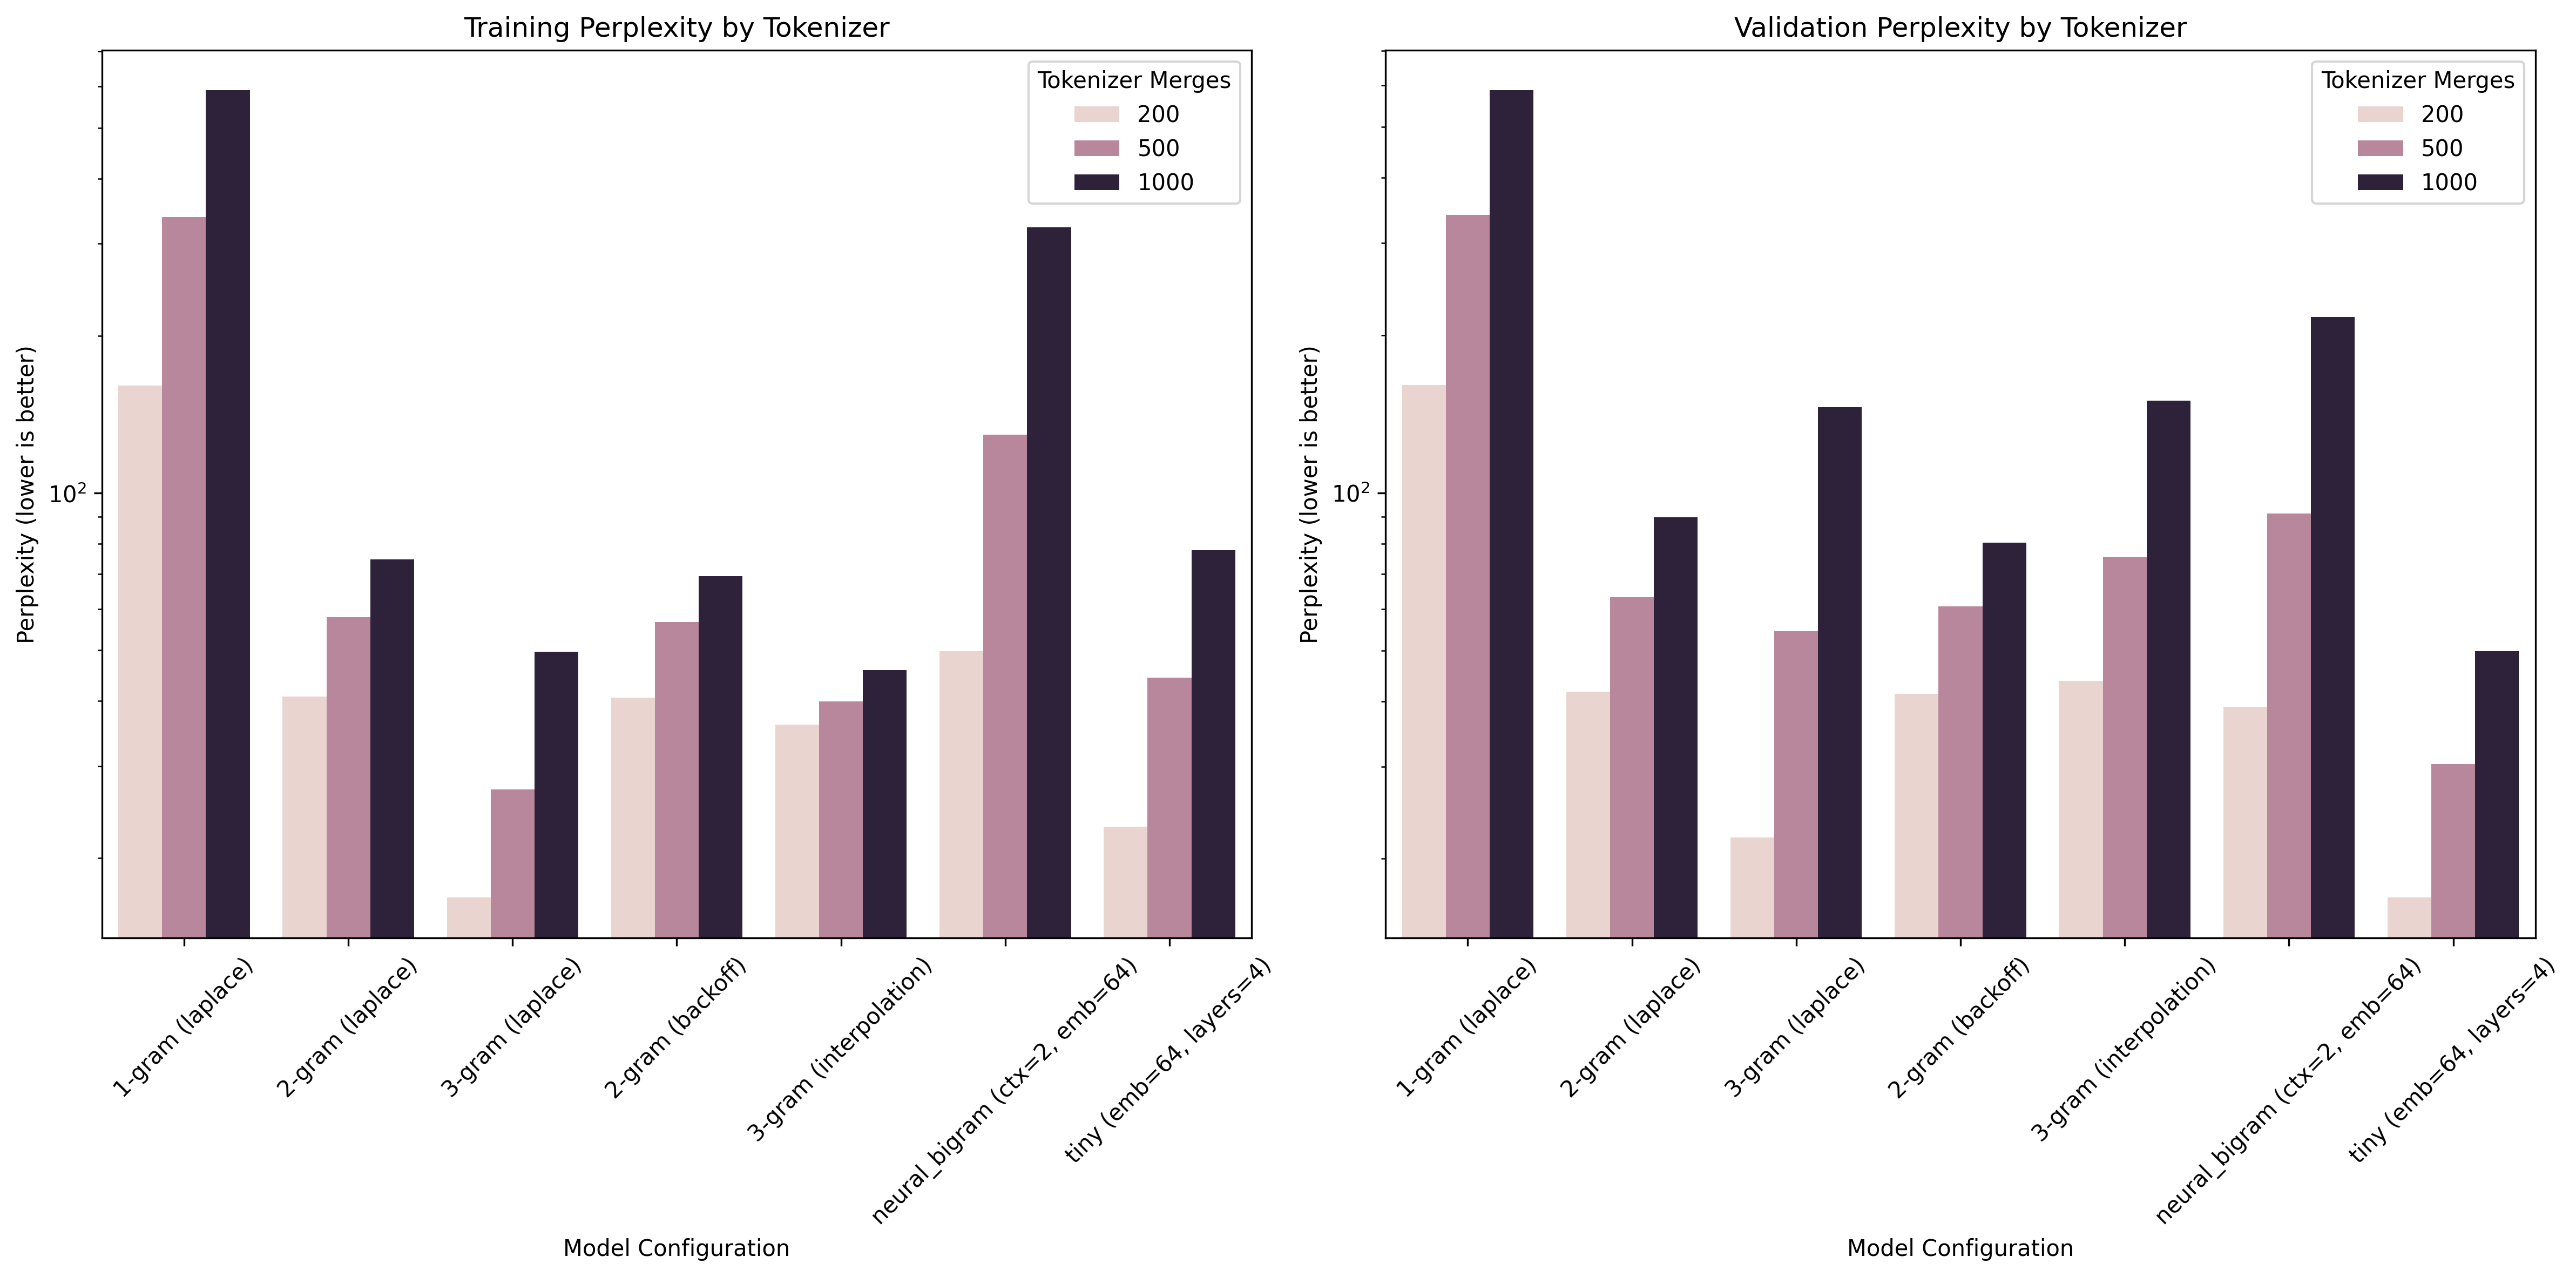 Training Perplexity by Tokenizer
Perplexity (lower is better)
10²
Tokenizer Merges
200
500
1000
1-gram (laplace)
2-gram (laplace)
3-gram (laplace)
2-gram (backoff)
3-gram (interpolation)
neural_bigram (ctx=2, emb=64)
tiny (emb=64, layers=4)
Model Configuration
Validation Perplexity by Tokenizer
Perplexity (lower is better)
10²
Tokenizer Merges
200
500
1000
1-gram (laplace)
2-gram (laplace)
3-gram (laplace)
2-gram (backoff)
3-gram (interpolation)
neural_bigram (ctx=2, emb=64)
tiny (emb=64, layers=4)
Model Configuration